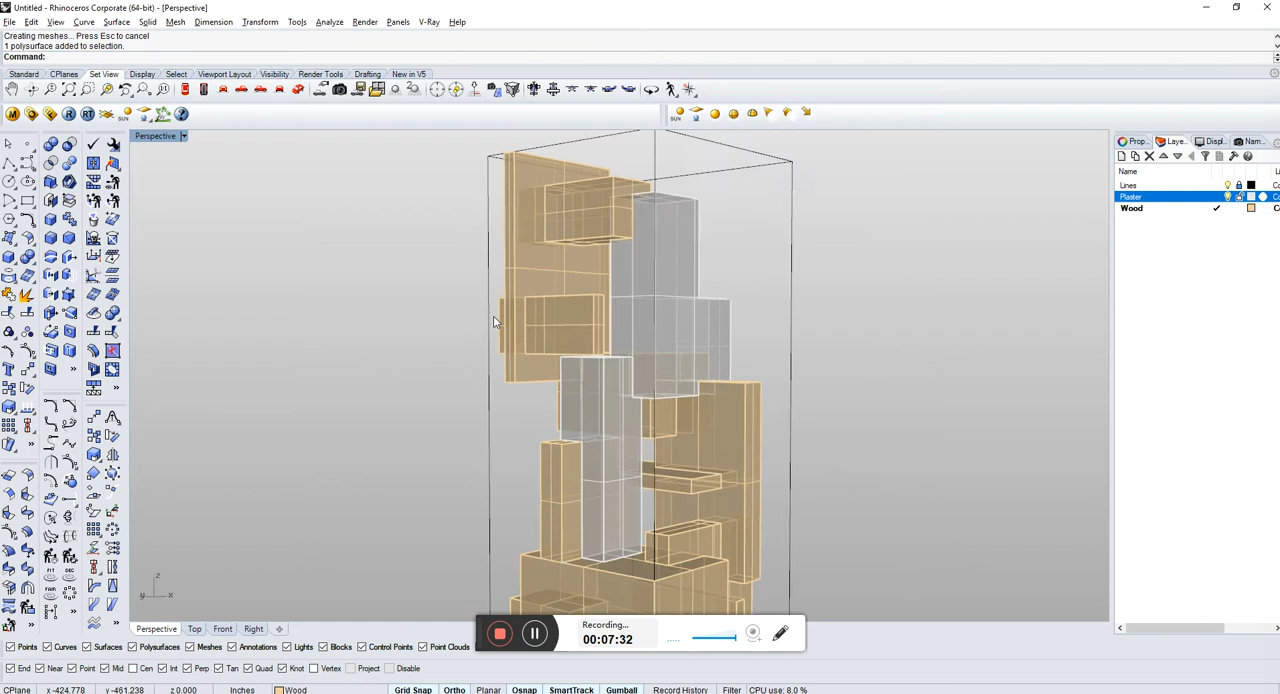 Untitled - Rhinoceros Corporate (64-bit) - [Perspective]
File Edit View Curve Surface Solid Mesh Dimension Transform Tools Analyze Render Panels V-Ray Help
Creating meshes... Press Esc to cancel
1 polysurface added to selection.
Command:
Standard CPlanes Set View Display Select Viewport Layout Visibility Render Tools Drafting New in V5
SUN SUN
Perspective
Prop... Laye... Displ... Nam...
Name
Lines Co
Plaster Co
Wood ✓ Co
z
y x
Perspective Top Front Right
Recording...
00:07:32
Points Curves Surfaces Polysurfaces Meshes Annotations Lights Blocks Control Points Point Clouds
End Near Point Mid Cen Int Perp Tan Quad Knot Vertex Project Disable
CPlane x -424.778 y -461.238 z 0.000 Inches Wood Grid Snap Ortho Planar Osnap SmartTrack Gumball Record History Filter CPU use: 8.0 %